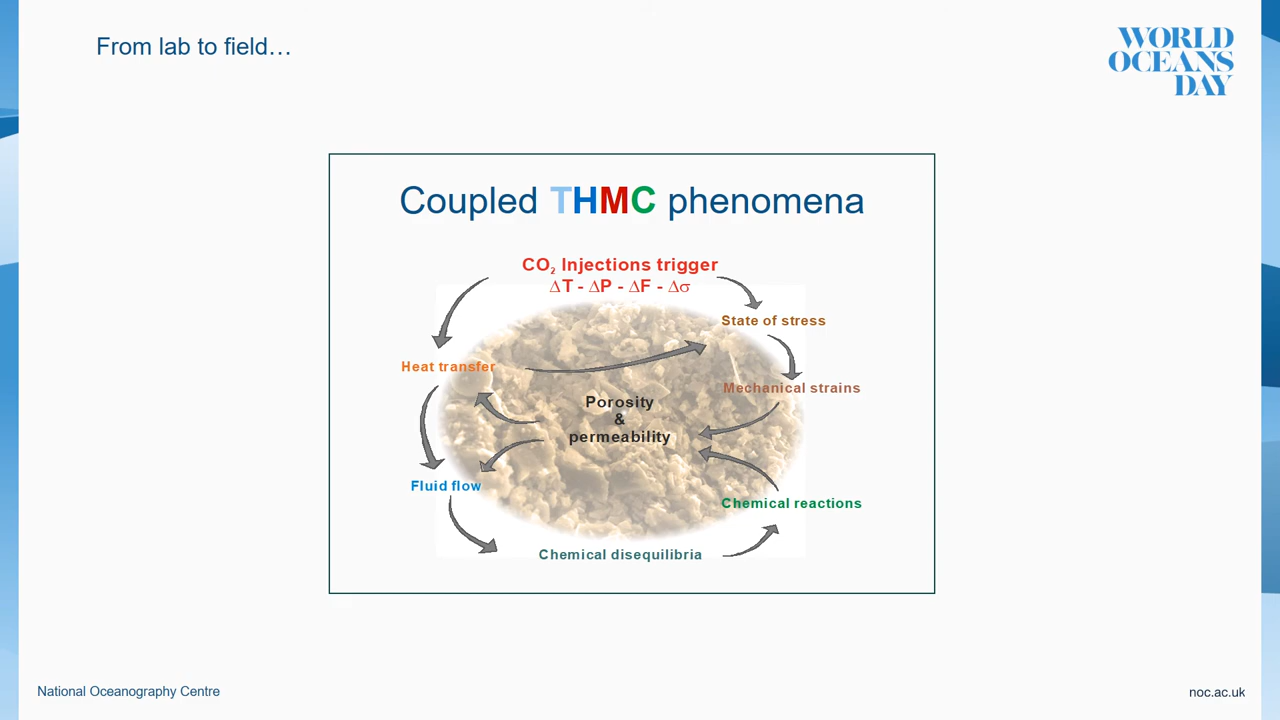 From lab to field…
WORLD
OCEANS
DAY
Coupled THMC phenomena
CO₂ Injections trigger
ΔT - ΔP - ΔF - Δσ
State of stress
Heat transfer
Mechanical strains
Porosity
&
permeability
Fluid flow
Chemical reactions
Chemical disequilibria
National Oceanography Centre
noc.ac.uk